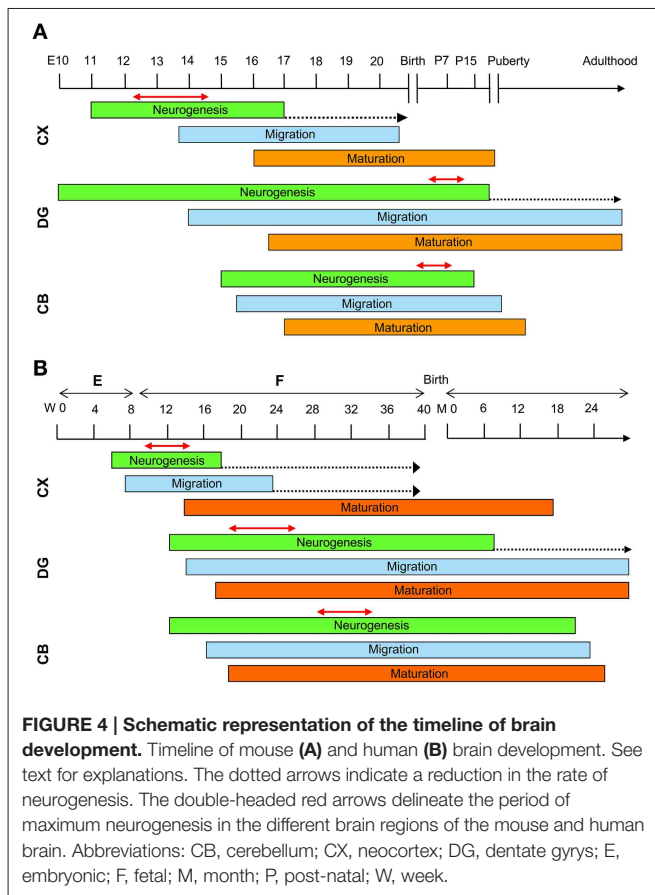 A
E10 11 12 13 14 15 16 17 18 19 20 Birth P7 P15 Puberty Adulthood
CX
Neurogenesis
Migration
Maturation
DG
Neurogenesis
Migration
Maturation
CB
Neurogenesis
Migration
Maturation
B
E F Birth
W 0 4 8 12 16 20 24 28 32 36 40 M 0 6 12 18 24
CX
Neurogenesis
Migration
Maturation
DG
Neurogenesis
Migration
Maturation
CB
Neurogenesis
Migration
Maturation
FIGURE 4 | Schematic representation of the timeline of brain
development. Timeline of mouse (A) and human (B) brain development. See
text for explanations. The dotted arrows indicate a reduction in the rate of
neurogenesis. The double-headed red arrows delineate the period of
maximum neurogenesis in the different brain regions of the mouse and human
brain. Abbreviations: CB, cerebellum; CX, neocortex; DG, dentate gyrys; E,
embryonic; F, fetal; M, month; P, post-natal; W, week.